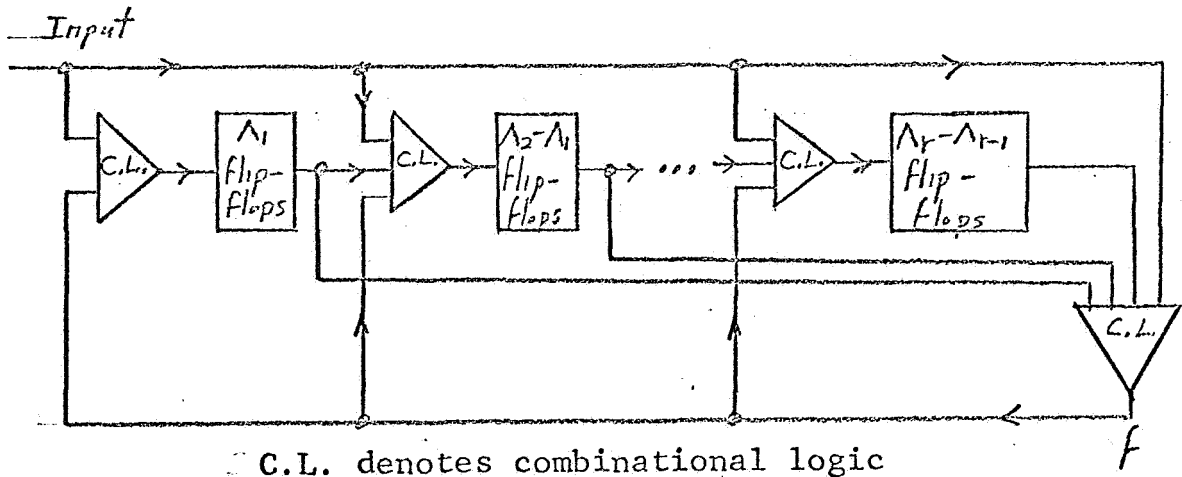 Input
C.L.
Λ1
flip-
flops
C.L.
Λ2-Λ1
flip-
flops
...
C.L.
Λr-Λr-1
flip-
flops
C.L.
f
C.L. denotes combinational logic